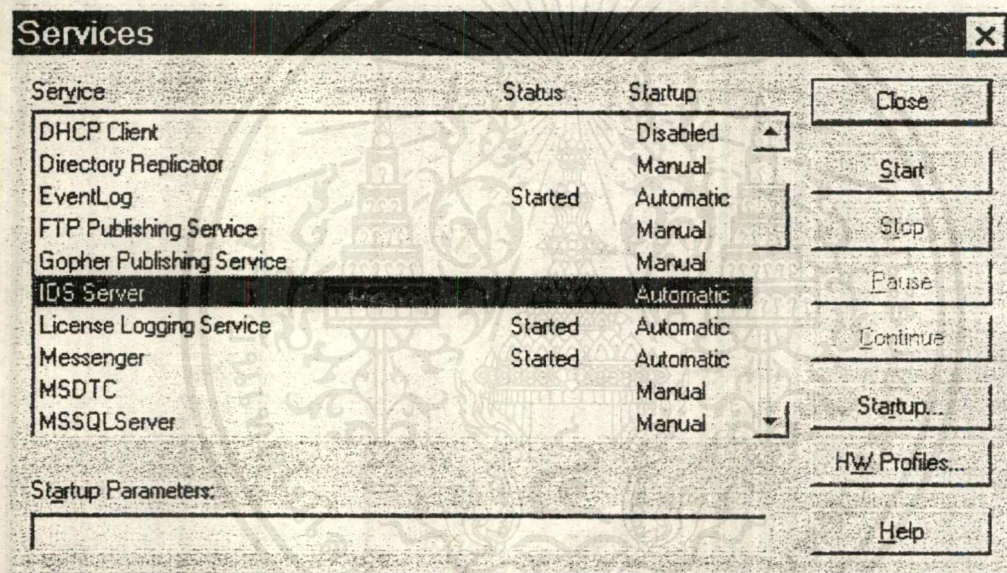 Services
Service Status Startup
DHCP Client Disabled
Directory Replicator Manual
EventLog Started Automatic
FTP Publishing Service Manual
Gopher Publishing Service Manual
IDS Server Automatic
License Logging Service Started Automatic
Messenger Started Automatic
MSDTC Manual
MSSQLServer Manual
Close
Start
Stop
Pause
Continue
Startup...
HW Profiles...
Help
Startup Parameters: